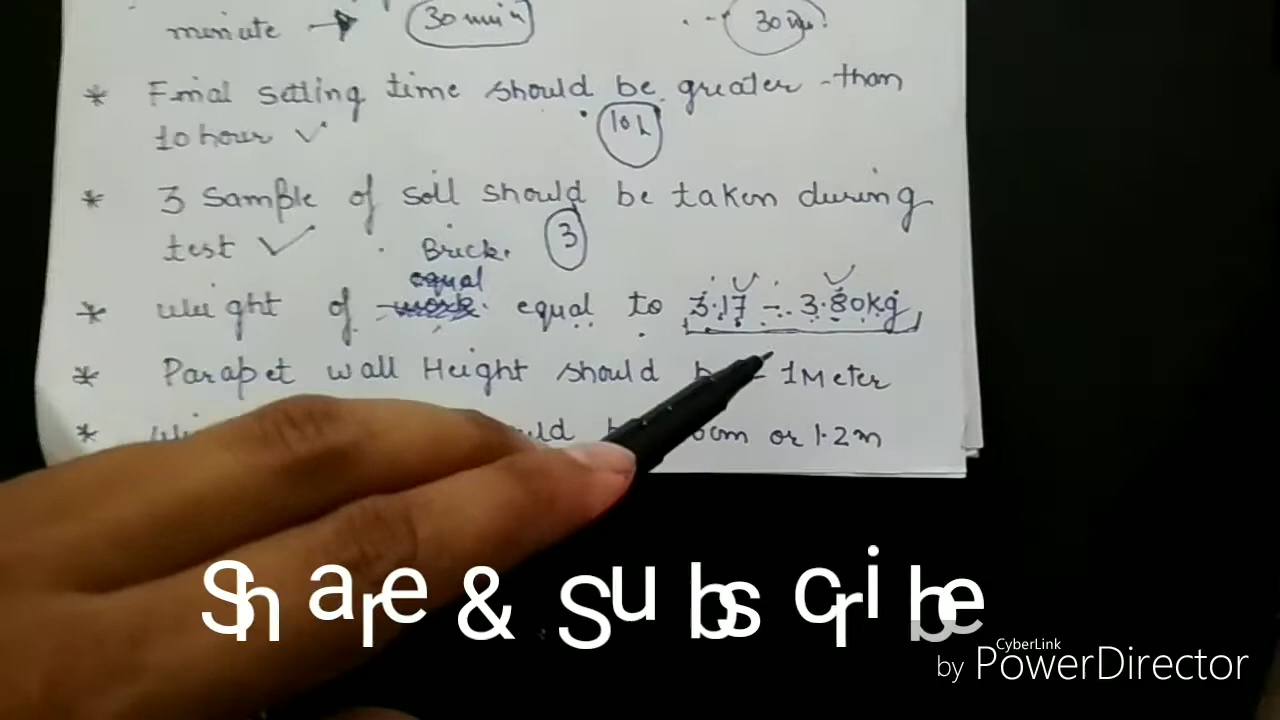 minute → 30 min 30 min
* Final setting time should be greater than
10 hour ✓ 10h
* 3 Sample of soil should be taken during
test ✓ 3
Brick.
equal
* Weight of equal to 3.17 - 3.80kg
* Parapet wall Height should = 1 Meter
* or 1.2m
Share & Subscribe
CyberLink
by PowerDirector